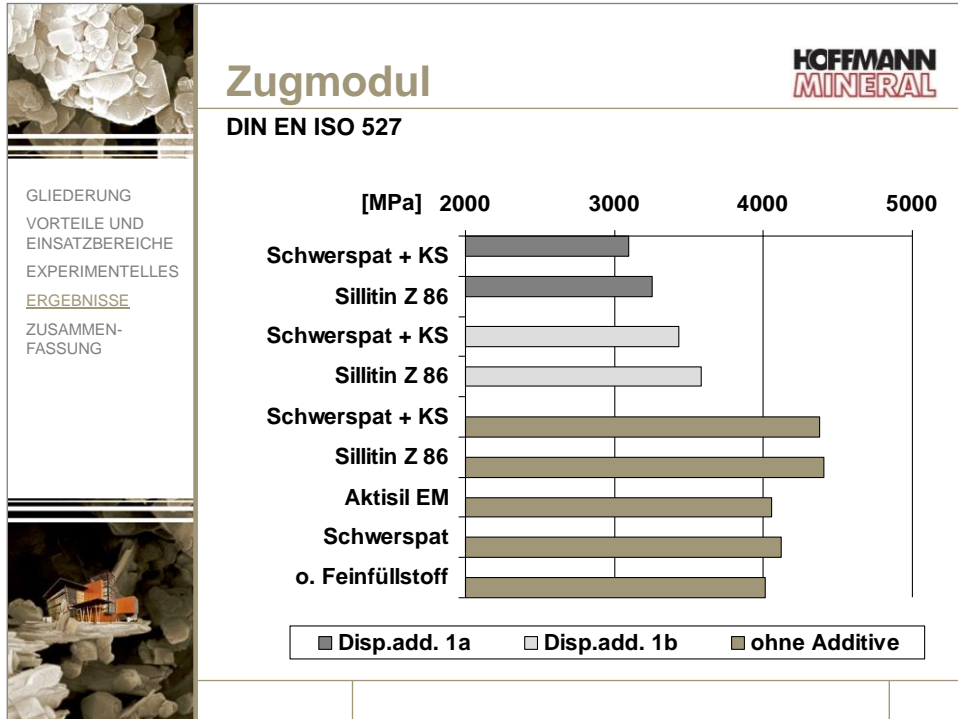 Zugmodul
HOFFMANN
MINERAL
DIN EN ISO 527
GLIEDERUNG
VORTEILE UND
EINSATZBEREICHE
EXPERIMENTELLES
ERGEBNISSE
ZUSAMMEN-
FASSUNG
[MPa] 2000 3000 4000 5000
Schwerspat + KS
Sillitin Z 86
Schwerspat + KS
Sillitin Z 86
Schwerspat + KS
Sillitin Z 86
Aktisil EM
Schwerspat
o. Feinfüllstoff
Disp.add. 1a Disp.add. 1b ohne Additive